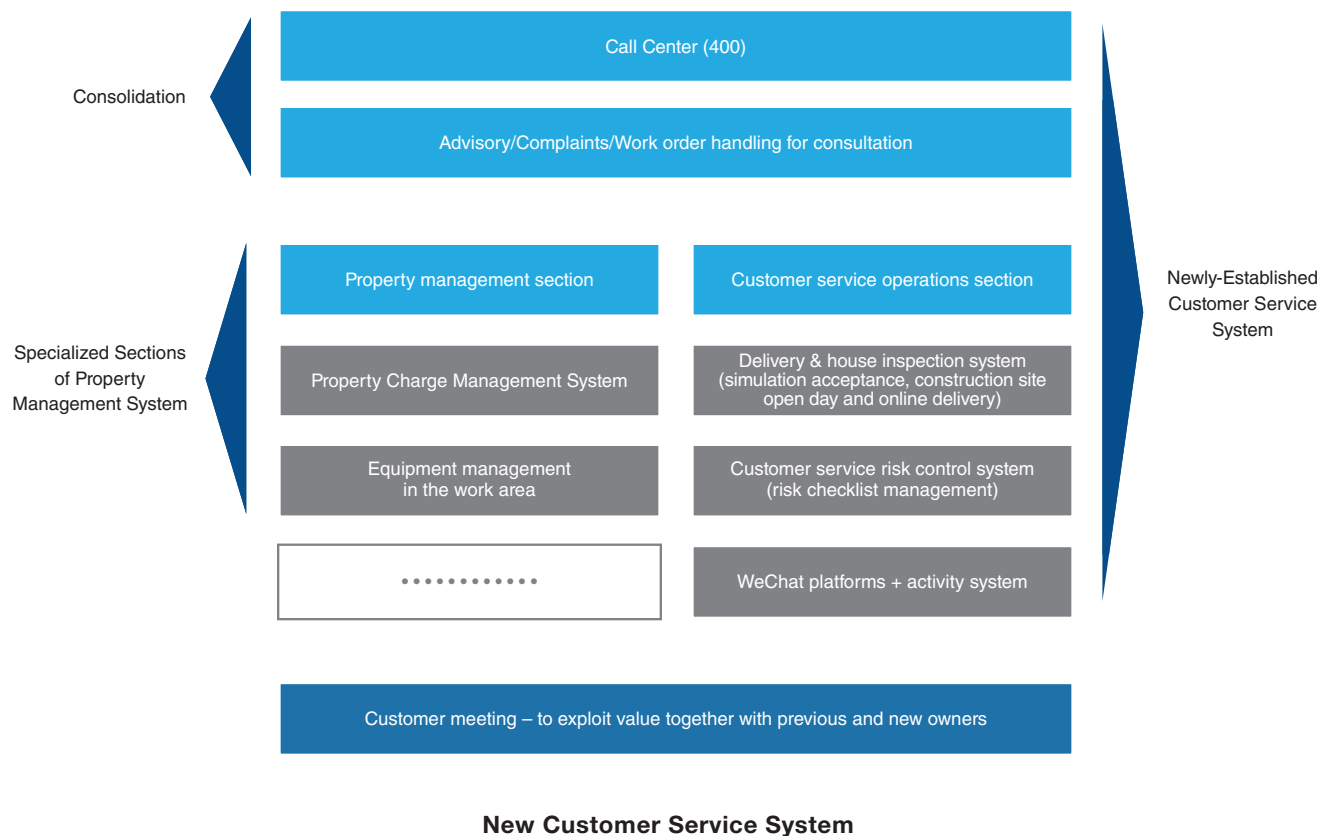 Call Center (400)
Consolidation
Advisory/Complaints/Work order handling for consultation
Property management section
Customer service operations section
Newly-Established
Customer Service
System
Specialized Sections
of Property
Management System
Property Charge Management System
Delivery & house inspection system
(simulation acceptance, construction site
open day and online delivery)
Equipment management
in the work area
Customer service risk control system
(risk checklist management)
••••••••••••
WeChat platforms + activity system
Customer meeting – to exploit value together with previous and new owners
New Customer Service System